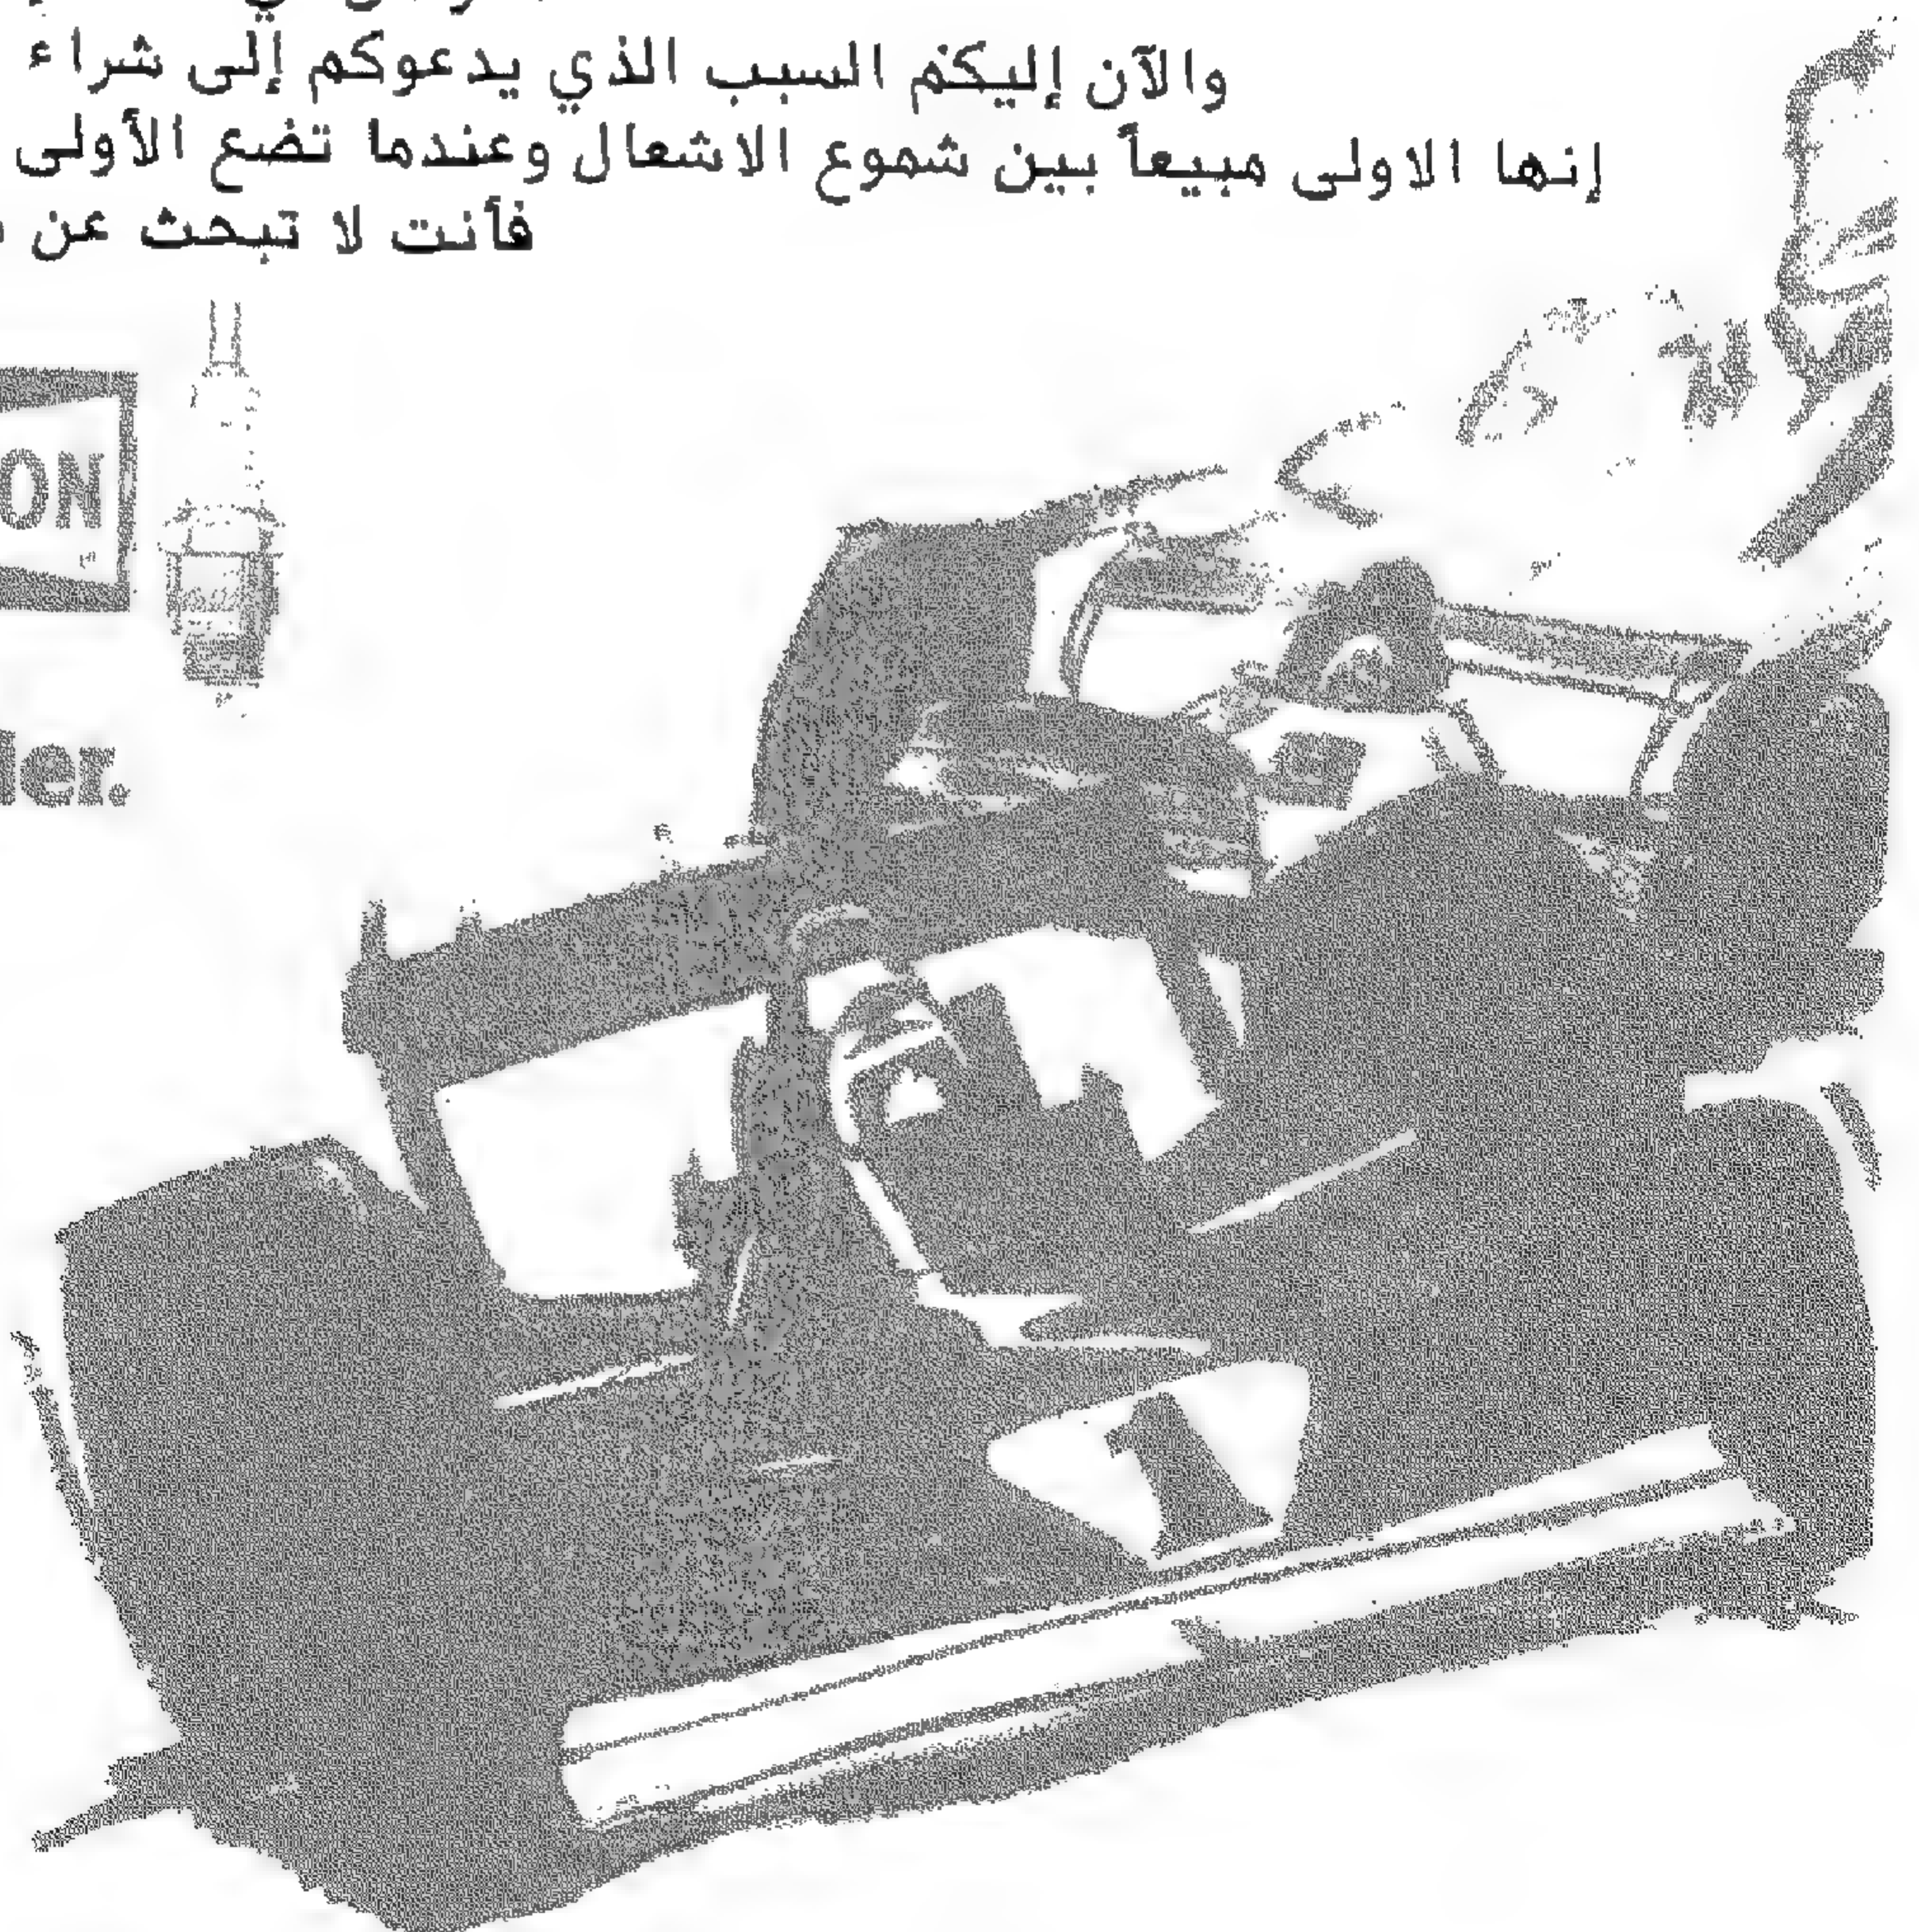 والآن إليكم السبب الذي يدعوكم إلى شراء
إنها الاولى مبيعاً بين شموع الاشعال وعندما تضع الأولى
فأنت لا تبحث عن
ON
der.
1